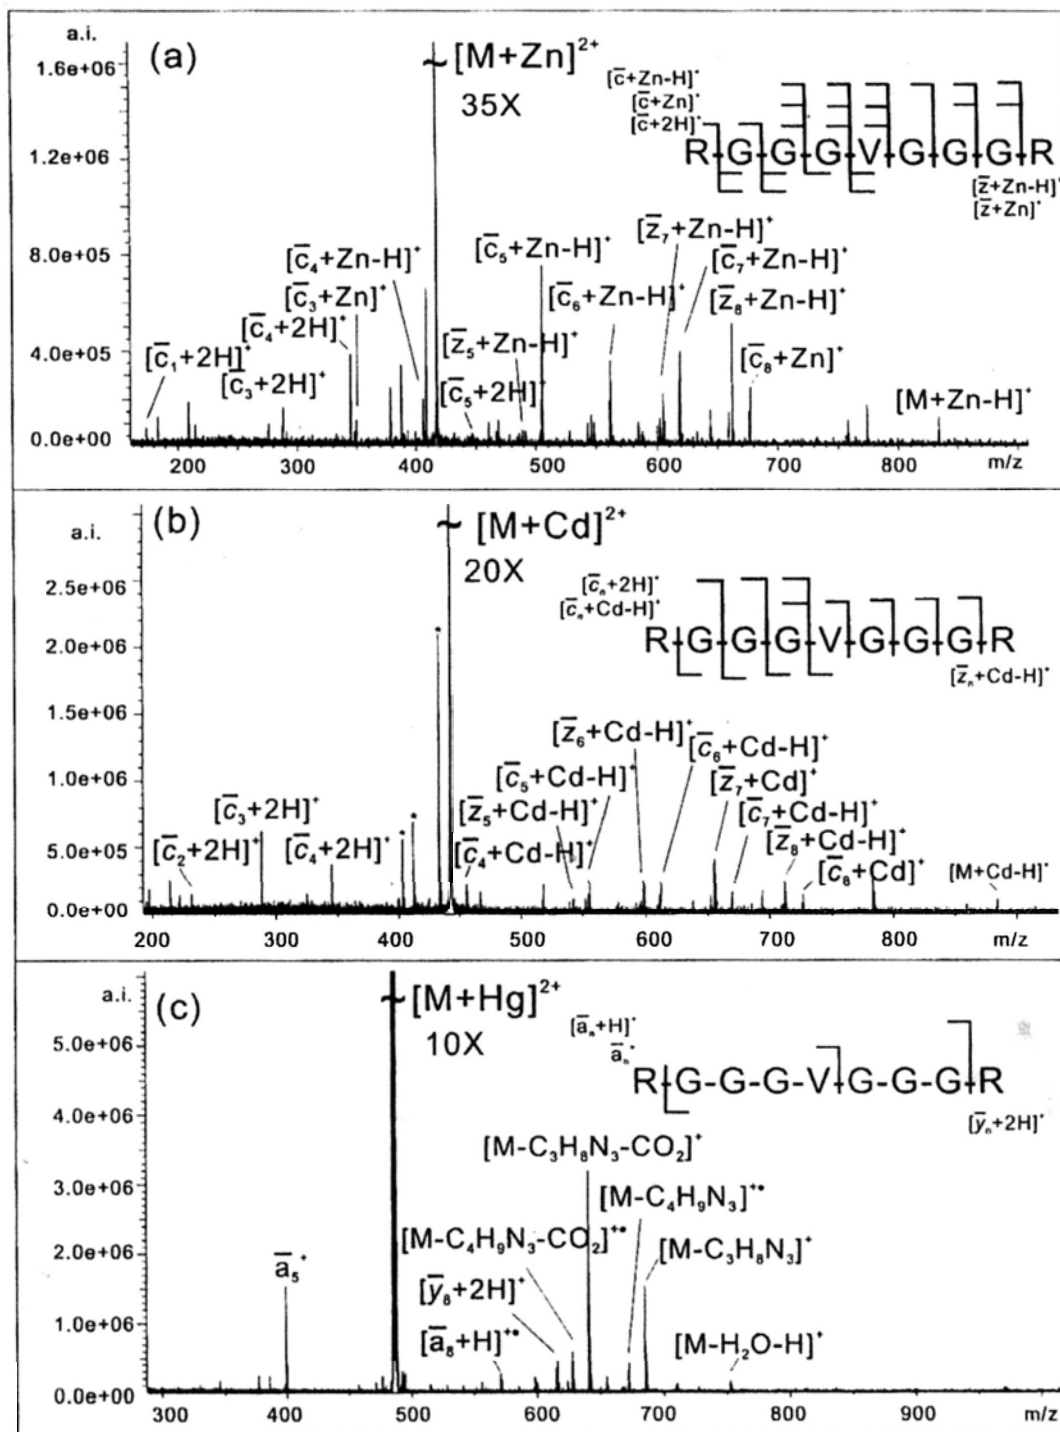 a.i.
(a)
~ [M+Zn]²⁺
35X
[c̅+Zn-H]⁺
[c̅+Zn]⁺
[c̅+2H]⁺
R-G-G-G-V-G-G-G-R
[z̅+Zn-H]⁺
[z̅+Zn]⁺
1.6e+06
1.2e+06
8.0e+05
4.0e+05
0.0e+00
[c̅₁+2H]⁺
[c̅₃+2H]⁺
[c̅₄+2H]⁺
[c̅₃+Zn]⁺
[c̅₄+Zn-H]⁺
[z̅₅+Zn-H]⁺
[c̅₅+2H]⁺
[c̅₅+Zn-H]⁺
[c̅₆+Zn-H]⁺
[z̅₇+Zn-H]⁺
[c̅₇+Zn-H]⁺
[z̅₈+Zn-H]⁺
[c̅₈+Zn]⁺
[M+Zn-H]⁺
200 300 400 500 600 700 800 m/z
a.i.
(b)
~ [M+Cd]²⁺
20X
[c̅ₙ+2H]⁺
[c̅ₙ+Cd-H]⁺
R-G-G-G-V-G-G-G-R
[z̅ₙ+Cd-H]⁺
2.5e+06
2.0e+06
1.5e+06
1.0e+06
5.0e+05
0.0e+00
[c̅₂+2H]⁺
[c̅₃+2H]⁺
[c̅₄+2H]⁺
* * *
[c̅₄+Cd-H]⁺
[z̅₅+Cd-H]⁺
[c̅₅+Cd-H]⁺
[z̅₆+Cd-H]⁺
[c̅₆+Cd-H]⁺
[z̅₇+Cd]⁺
[c̅₇+Cd-H]⁺
[z̅₈+Cd-H]⁺
[c̅₈+Cd]⁺
[M+Cd-H]⁺
200 300 400 500 600 700 800 m/z
a.i.
(c)
~ [M+Hg]²⁺
10X
[a̅ₙ+H]⁺
a̅ₙ⁺
R-G-G-G-V-G-G-G-R
[y̅ₙ+2H]⁺
5.0e+06
4.0e+06
3.0e+06
2.0e+06
1.0e+06
0.0e+00
a̅₅⁺
[M-C₃H₈N₃-CO₂]⁺
[M-C₄H₉N₃]⁺•
[M-C₄H₉N₃-CO₂]⁺•
[M-C₃H₈N₃]⁺
[y̅₈+2H]⁺
[a̅₈+H]⁺•
[M-H₂O-H]⁺
300 400 500 600 700 800 900 m/z